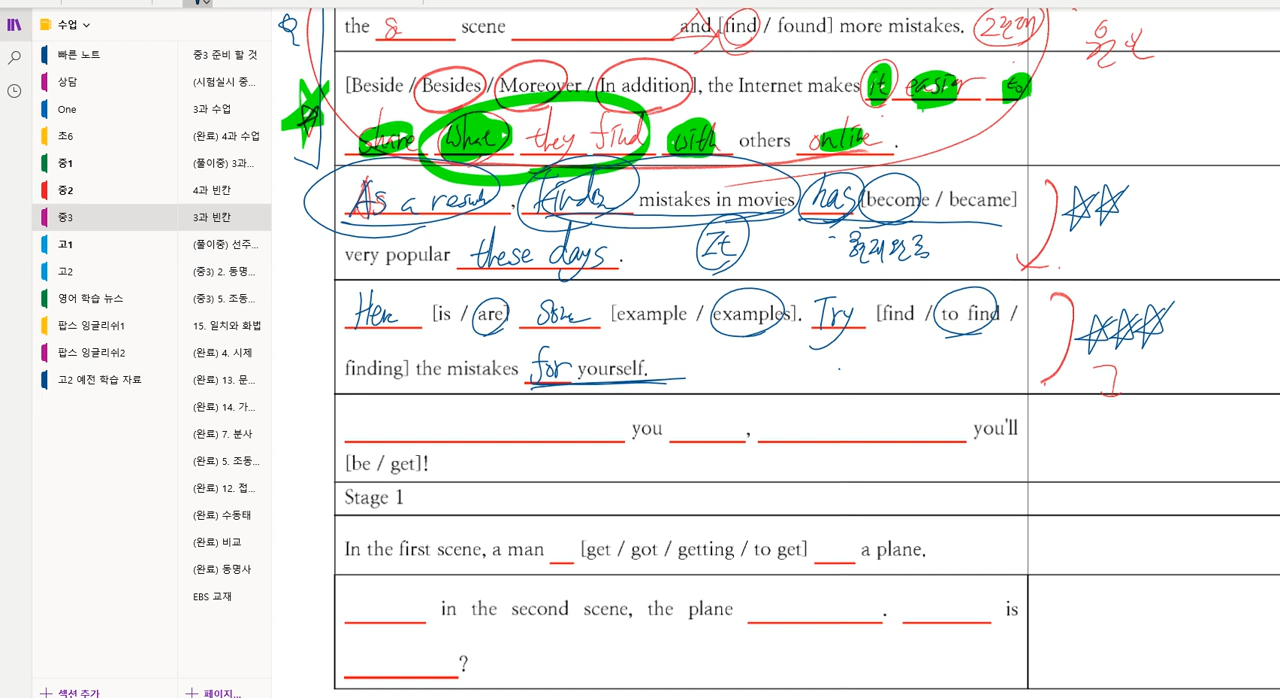 수업
빠른 노트
상담
One
초6
중1
중2
중3
고1
고2
영어 학습 뉴스
팝스 잉글리쉬1
팝스 잉글리쉬2
고2 예전 학습 자료
섹션 추가
중3 준비 할 것
(시험실시 중...
3과 수업
(완료) 4과 수업
(풀이중) 3과...
4과 빈칸
3과 빈칸
(풀이중) 선주...
(중3) 2. 동명...
(중3) 5. 조동...
15. 일치와 화법
(완료) 4. 시제
(완료) 13. 문...
(완료) 14. 가...
(완료) 7. 분사
(완료) 5. 조동...
(완료) 12. 접...
(완료) 수동태
(완료) 비교
(완료) 동명사
EBS 교재
페이지...
the scene and [find / found] more mistakes.
[Beside / Besides / Moreover / In addition], the Internet makes it easier to
share what they find with others online.
As a result, finding mistakes in movies has [become / became]
very popular these days. It
Here [is / are] some [example / examples]. Try [find / to find /
finding] the mistakes for yourself.
you , you'll
[be / get]!
Stage 1
In the first scene, a man [get / got / getting / to get] a plane.
in the second scene, the plane . is
?